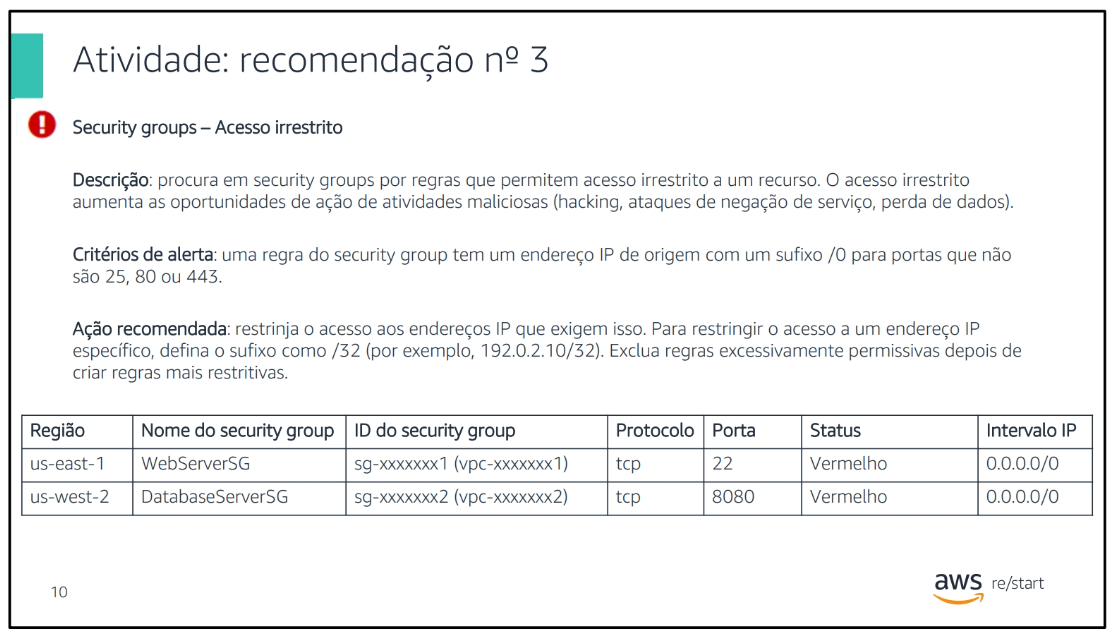 Atividade: recomendação nº 3
Security groups – Acesso irrestrito
Descrição: procura em security groups por regras que permitem acesso irrestrito a um recurso. O acesso irrestrito
aumenta as oportunidades de ação de atividades maliciosas (hacking, ataques de negação de serviço, perda de dados).
Critérios de alerta: uma regra do security group tem um endereço IP de origem com um sufixo /0 para portas que não
são 25, 80 ou 443.
Ação recomendada: restrinja o acesso aos endereços IP que exigem isso. Para restringir o acesso a um endereço IP
específico, defina o sufixo como /32 (por exemplo, 192.0.2.10/32). Exclua regras excessivamente permissivas depois de
criar regras mais restritivas.
Região Nome do security group ID do security group Protocolo Porta Status Intervalo IP
us-east-1 WebServerSG sg-xxxxxxx1 (vpc-xxxxxxx1) tcp 22 Vermelho 0.0.0.0/0
us-west-2 DatabaseServerSG sg-xxxxxxx2 (vpc-xxxxxxx2) tcp 8080 Vermelho 0.0.0.0/0
10
aws re/start